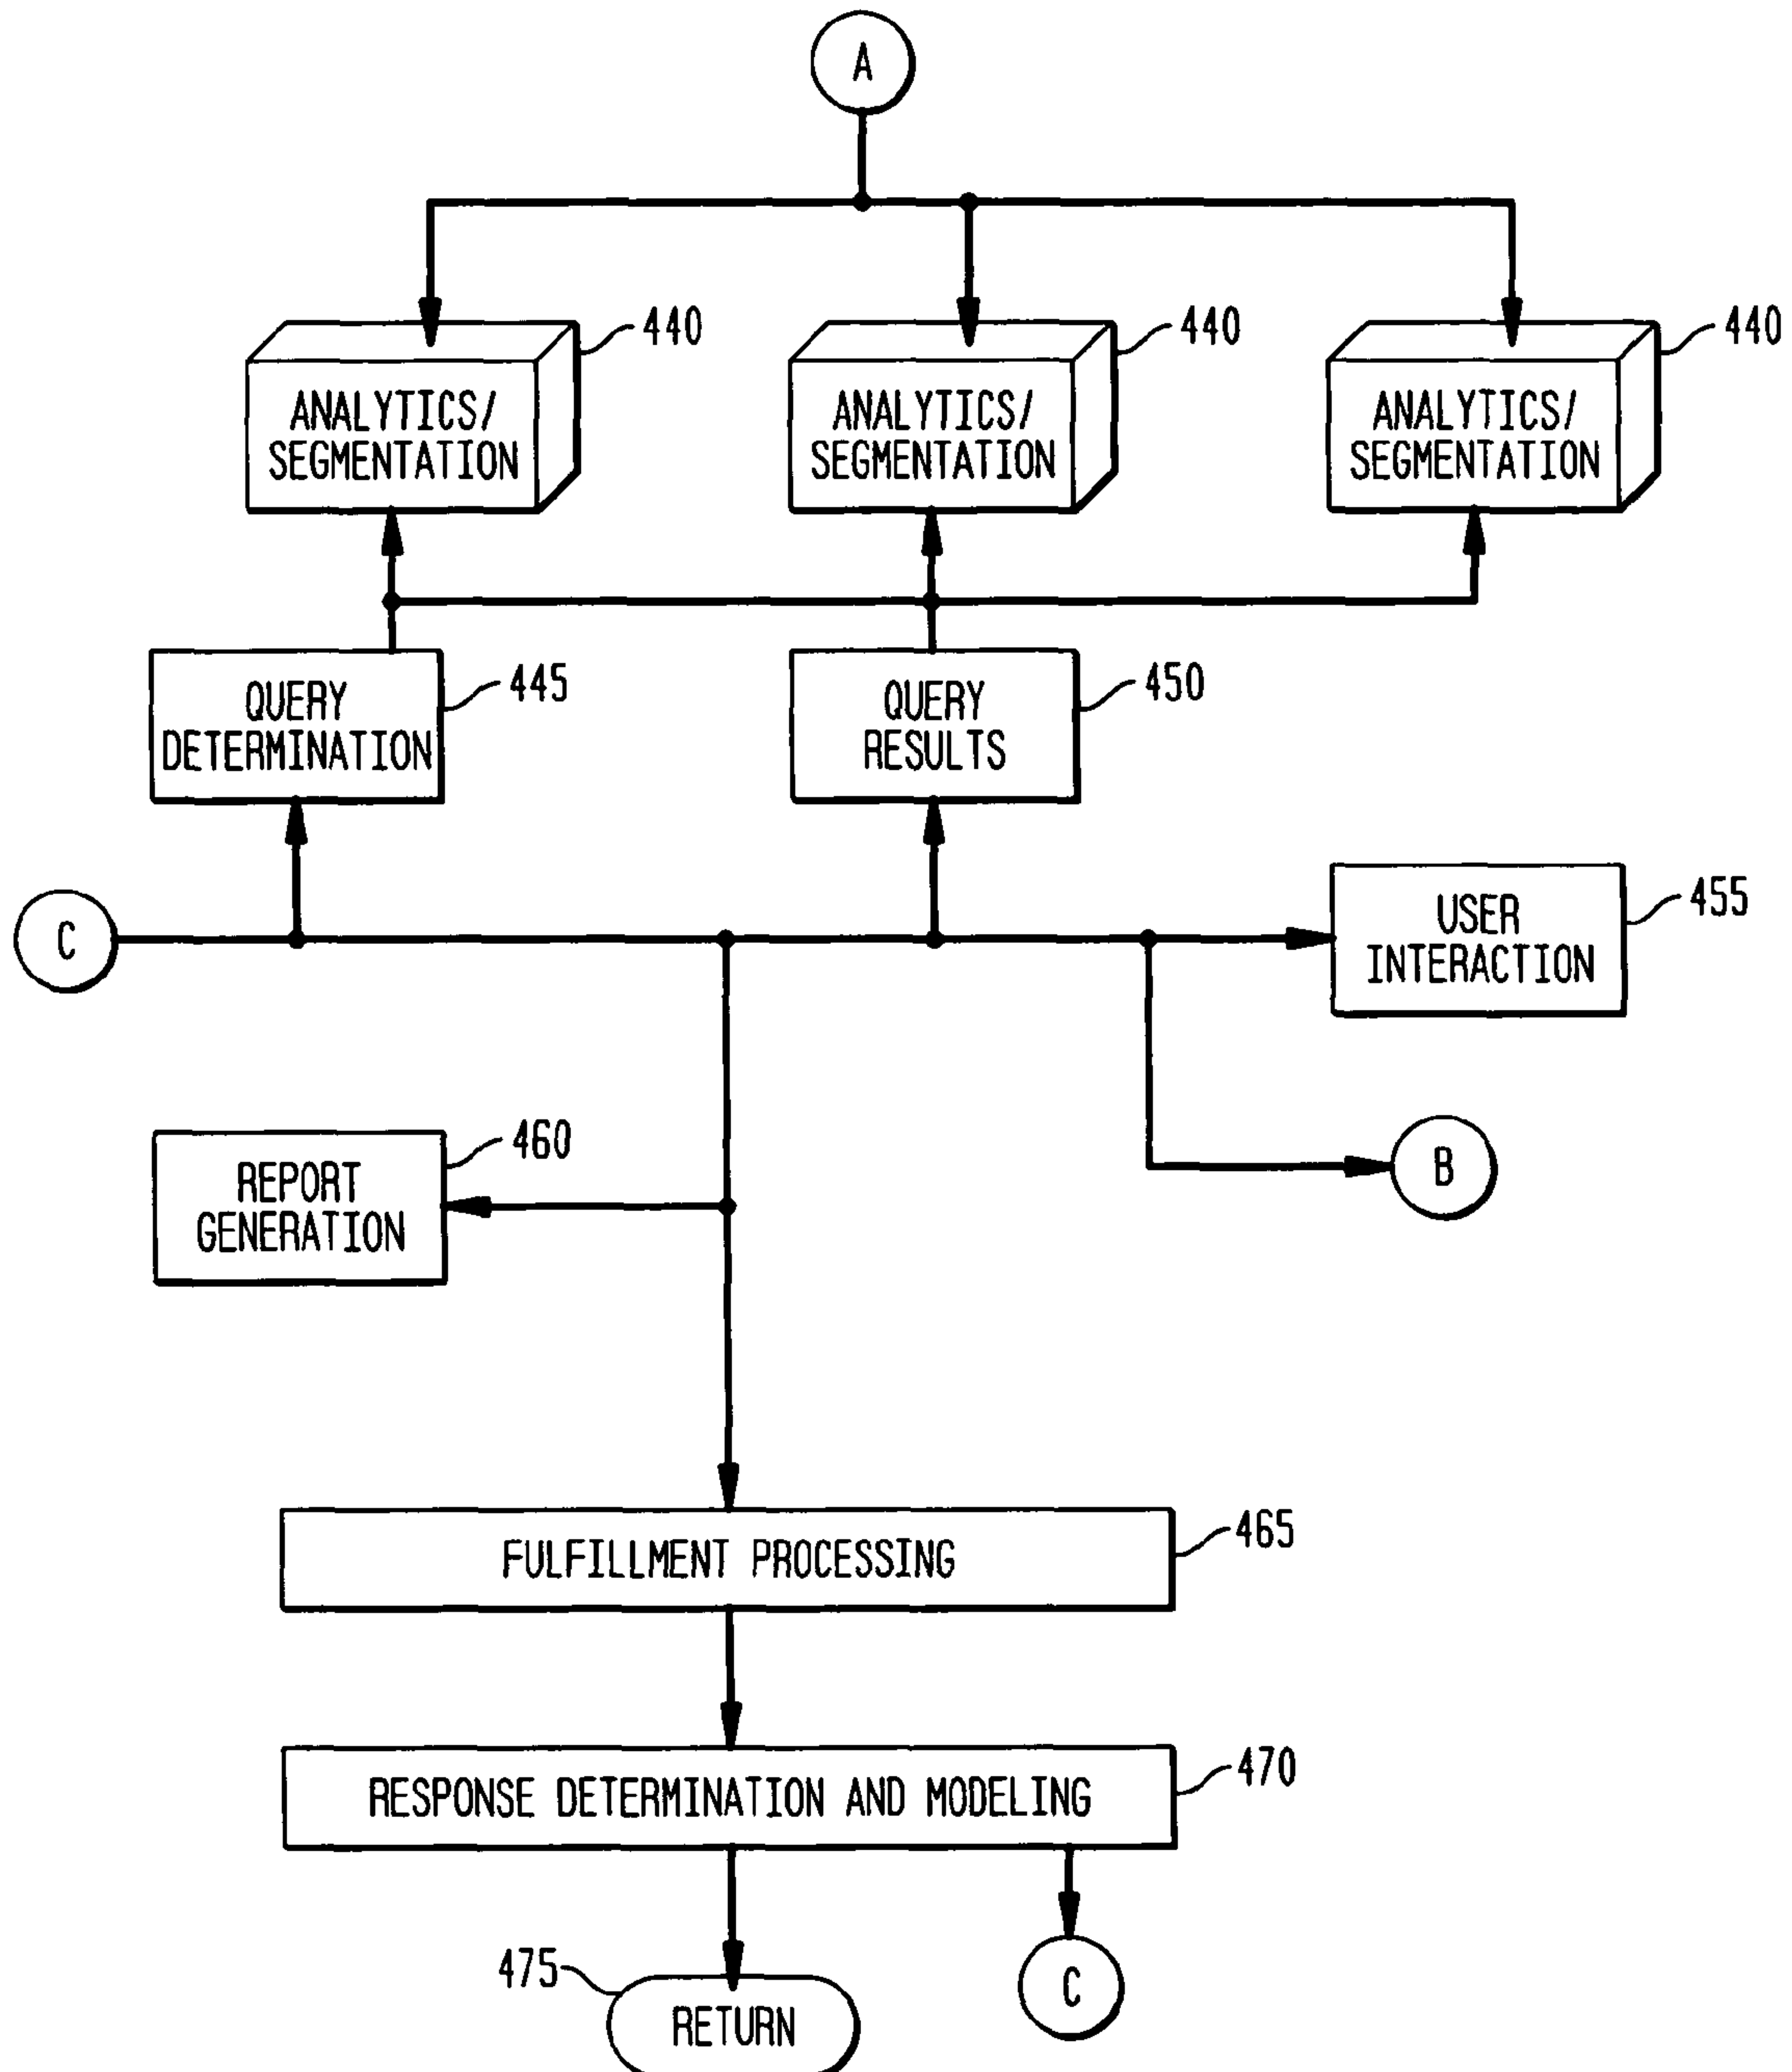 A
440
440
440
ANALYTICS/
SEGMENTATION
ANALYTICS/
SEGMENTATION
ANALYTICS/
SEGMENTATION
QUERY
DETERMINATION
445
QUERY
RESULTS
450
C
USER
INTERACTION
455
REPORT
GENERATION
460
B
FULFILLMENT PROCESSING
465
RESPONSE DETERMINATION AND MODELING
470
475
RETURN
C